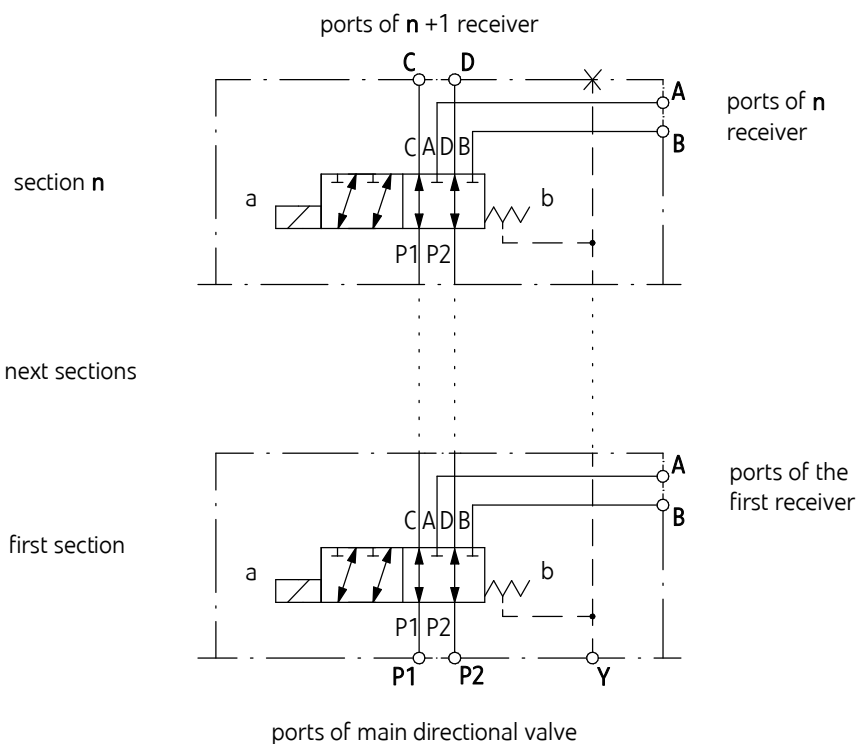 ports of n +1 receiver
C D
A
ports of n
receiver
B
C A D B
section n
a
b
P1 P2
next sections
A
ports of the
first receiver
B
C A D B
first section
a
b
P1 P2
P1 P2 Y
ports of main directional valve